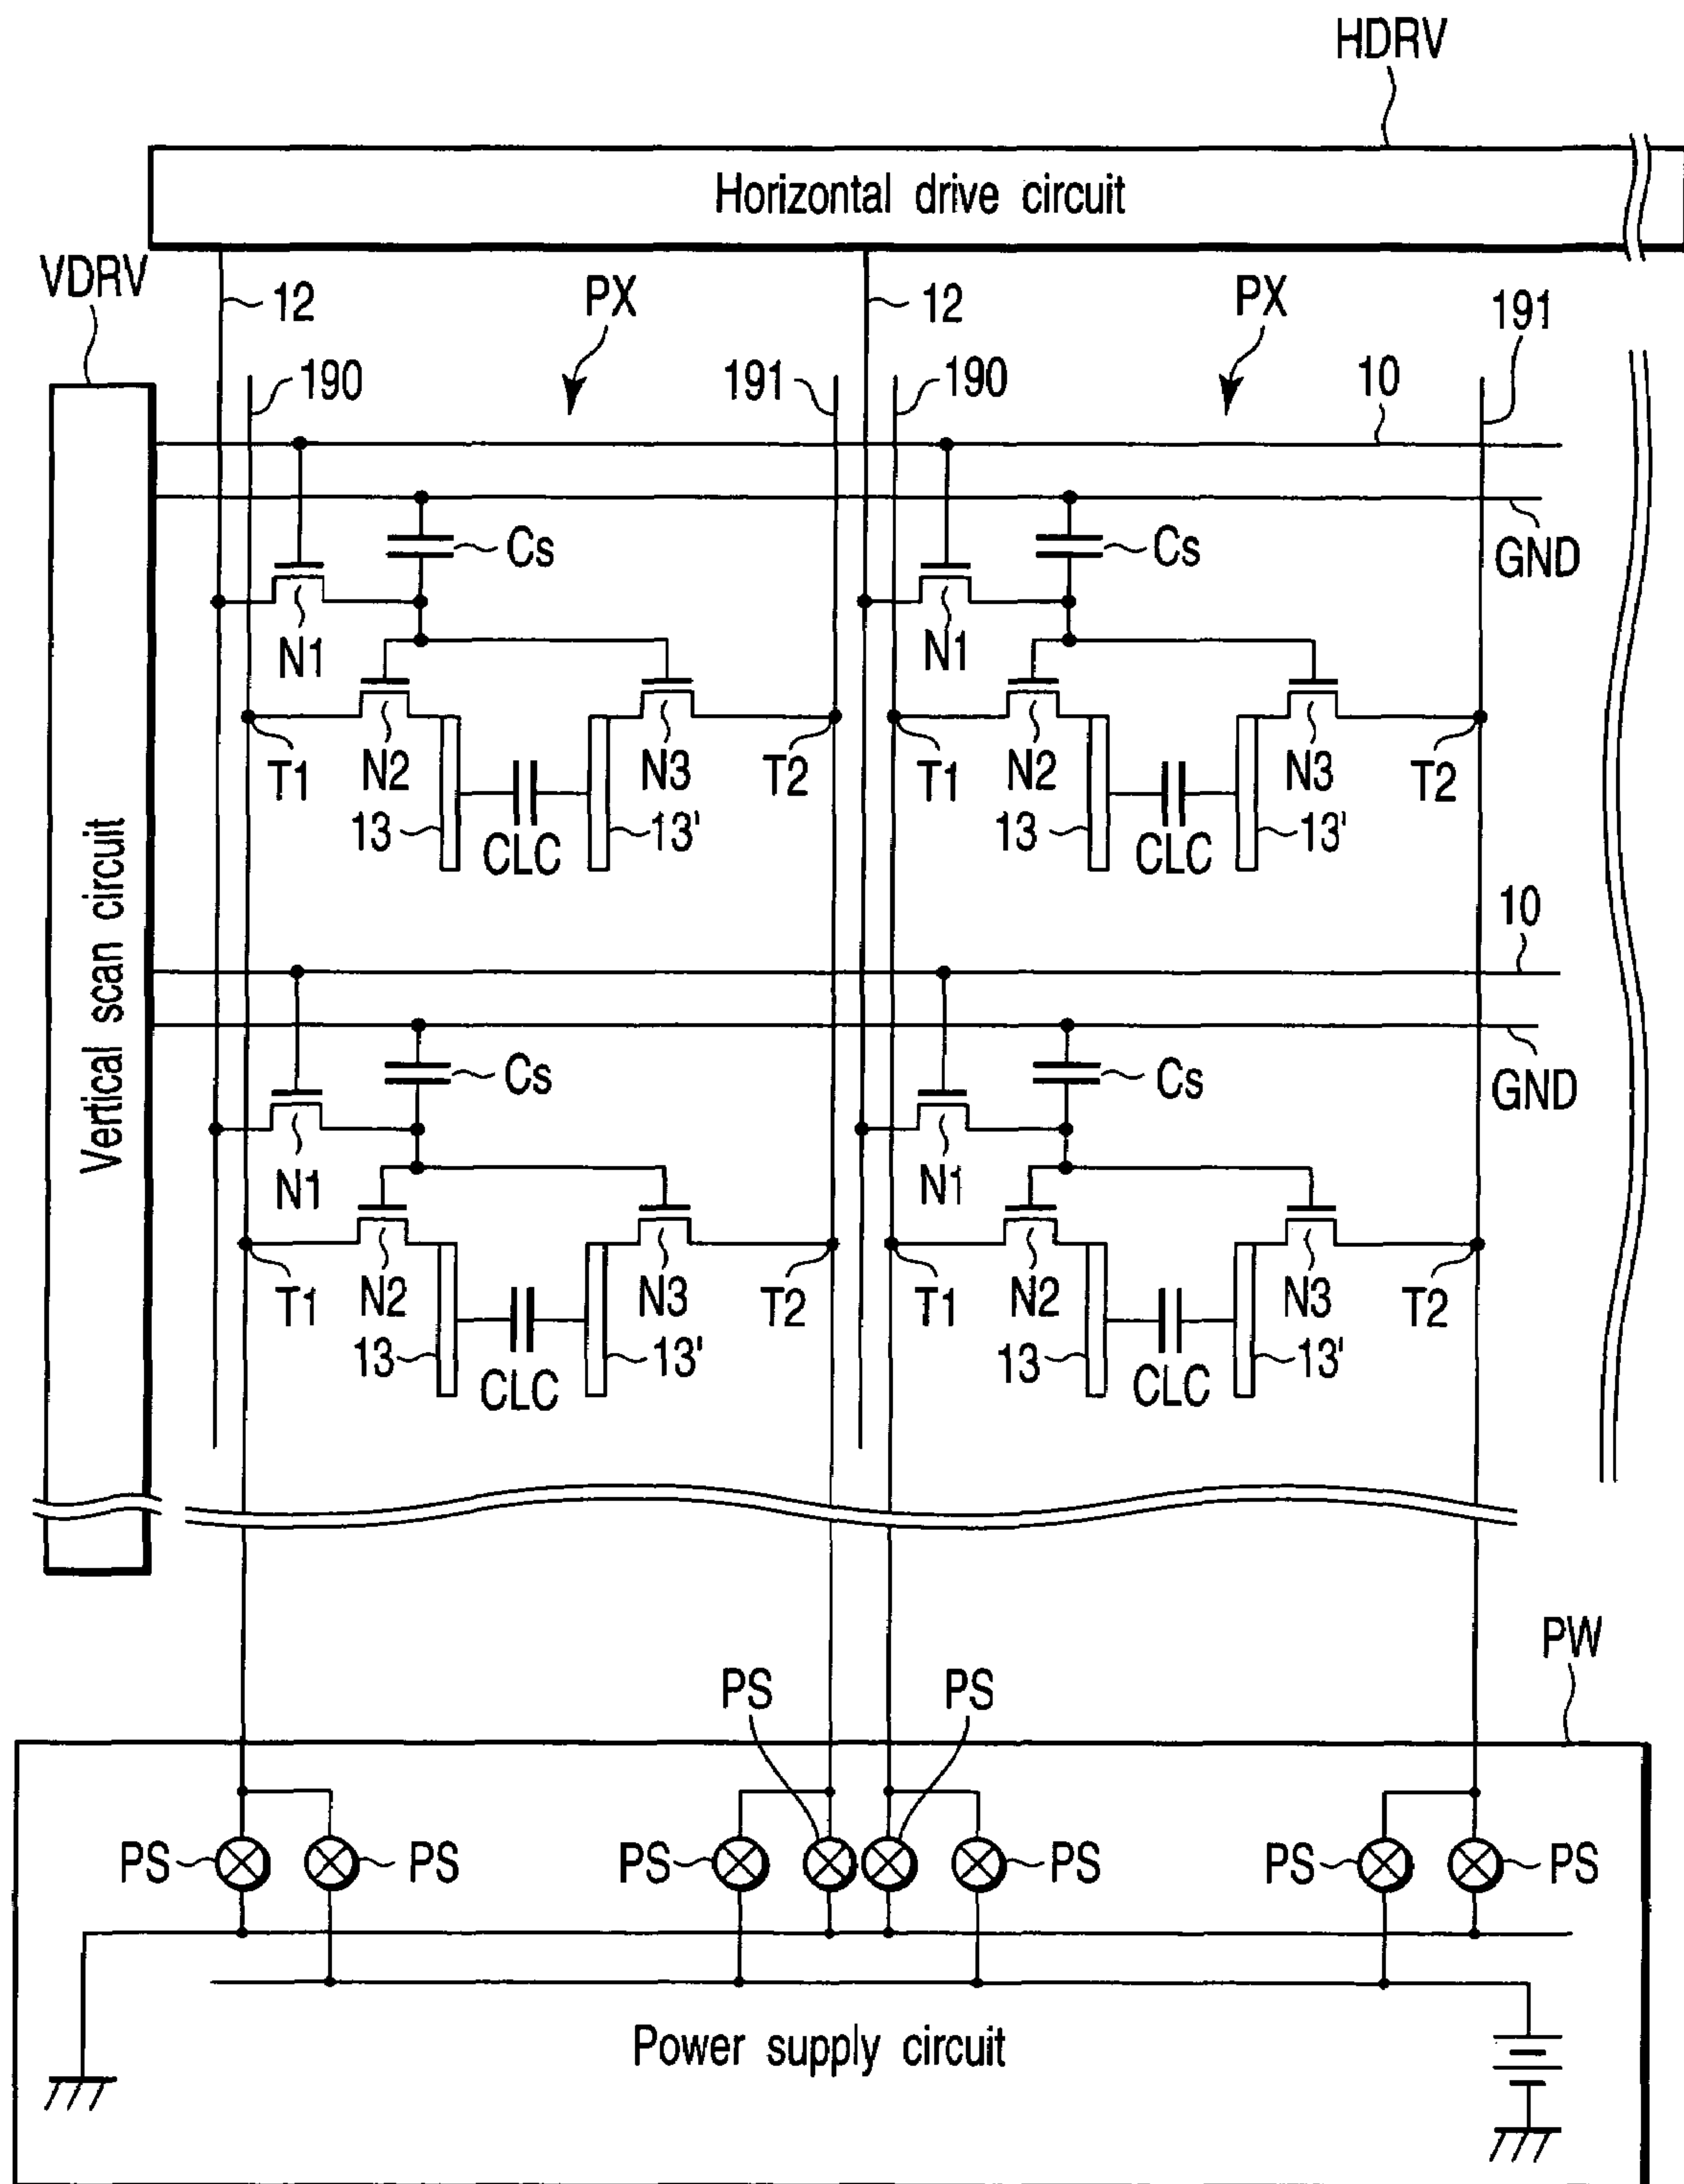 HDRV
Horizontal drive circuit
VDRV
12
PX
12
PX
191
190
191
190
10
Cs
Cs
GND
N1
N1
T1
N2
N3
T2
T1
N2
N3
T2
13
CLC
13'
13
CLC
13'
Vertical scan circuit
10
Cs
Cs
GND
N1
N1
T1
N2
N3
T2
T1
N2
N3
T2
13
CLC
13'
13
CLC
13'
PW
PS
PS
PS
PS
PS
PS
PS
PS
Power supply circuit